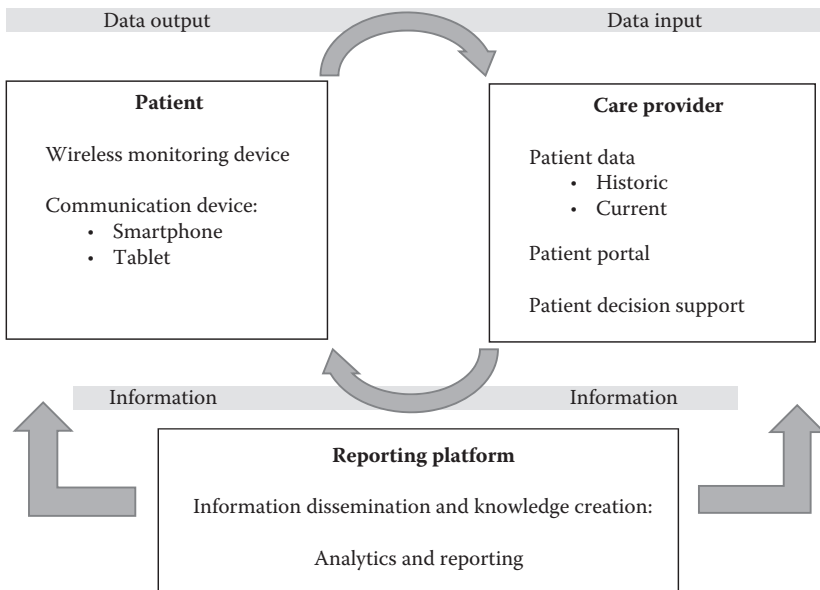 Data output
Data input
Patient
Wireless monitoring device
Communication device:
• Smartphone
• Tablet
Care provider
Patient data
• Historic
• Current
Patient portal
Patient decision support
Information
Information
Reporting platform
Information dissemination and knowledge creation:
Analytics and reporting